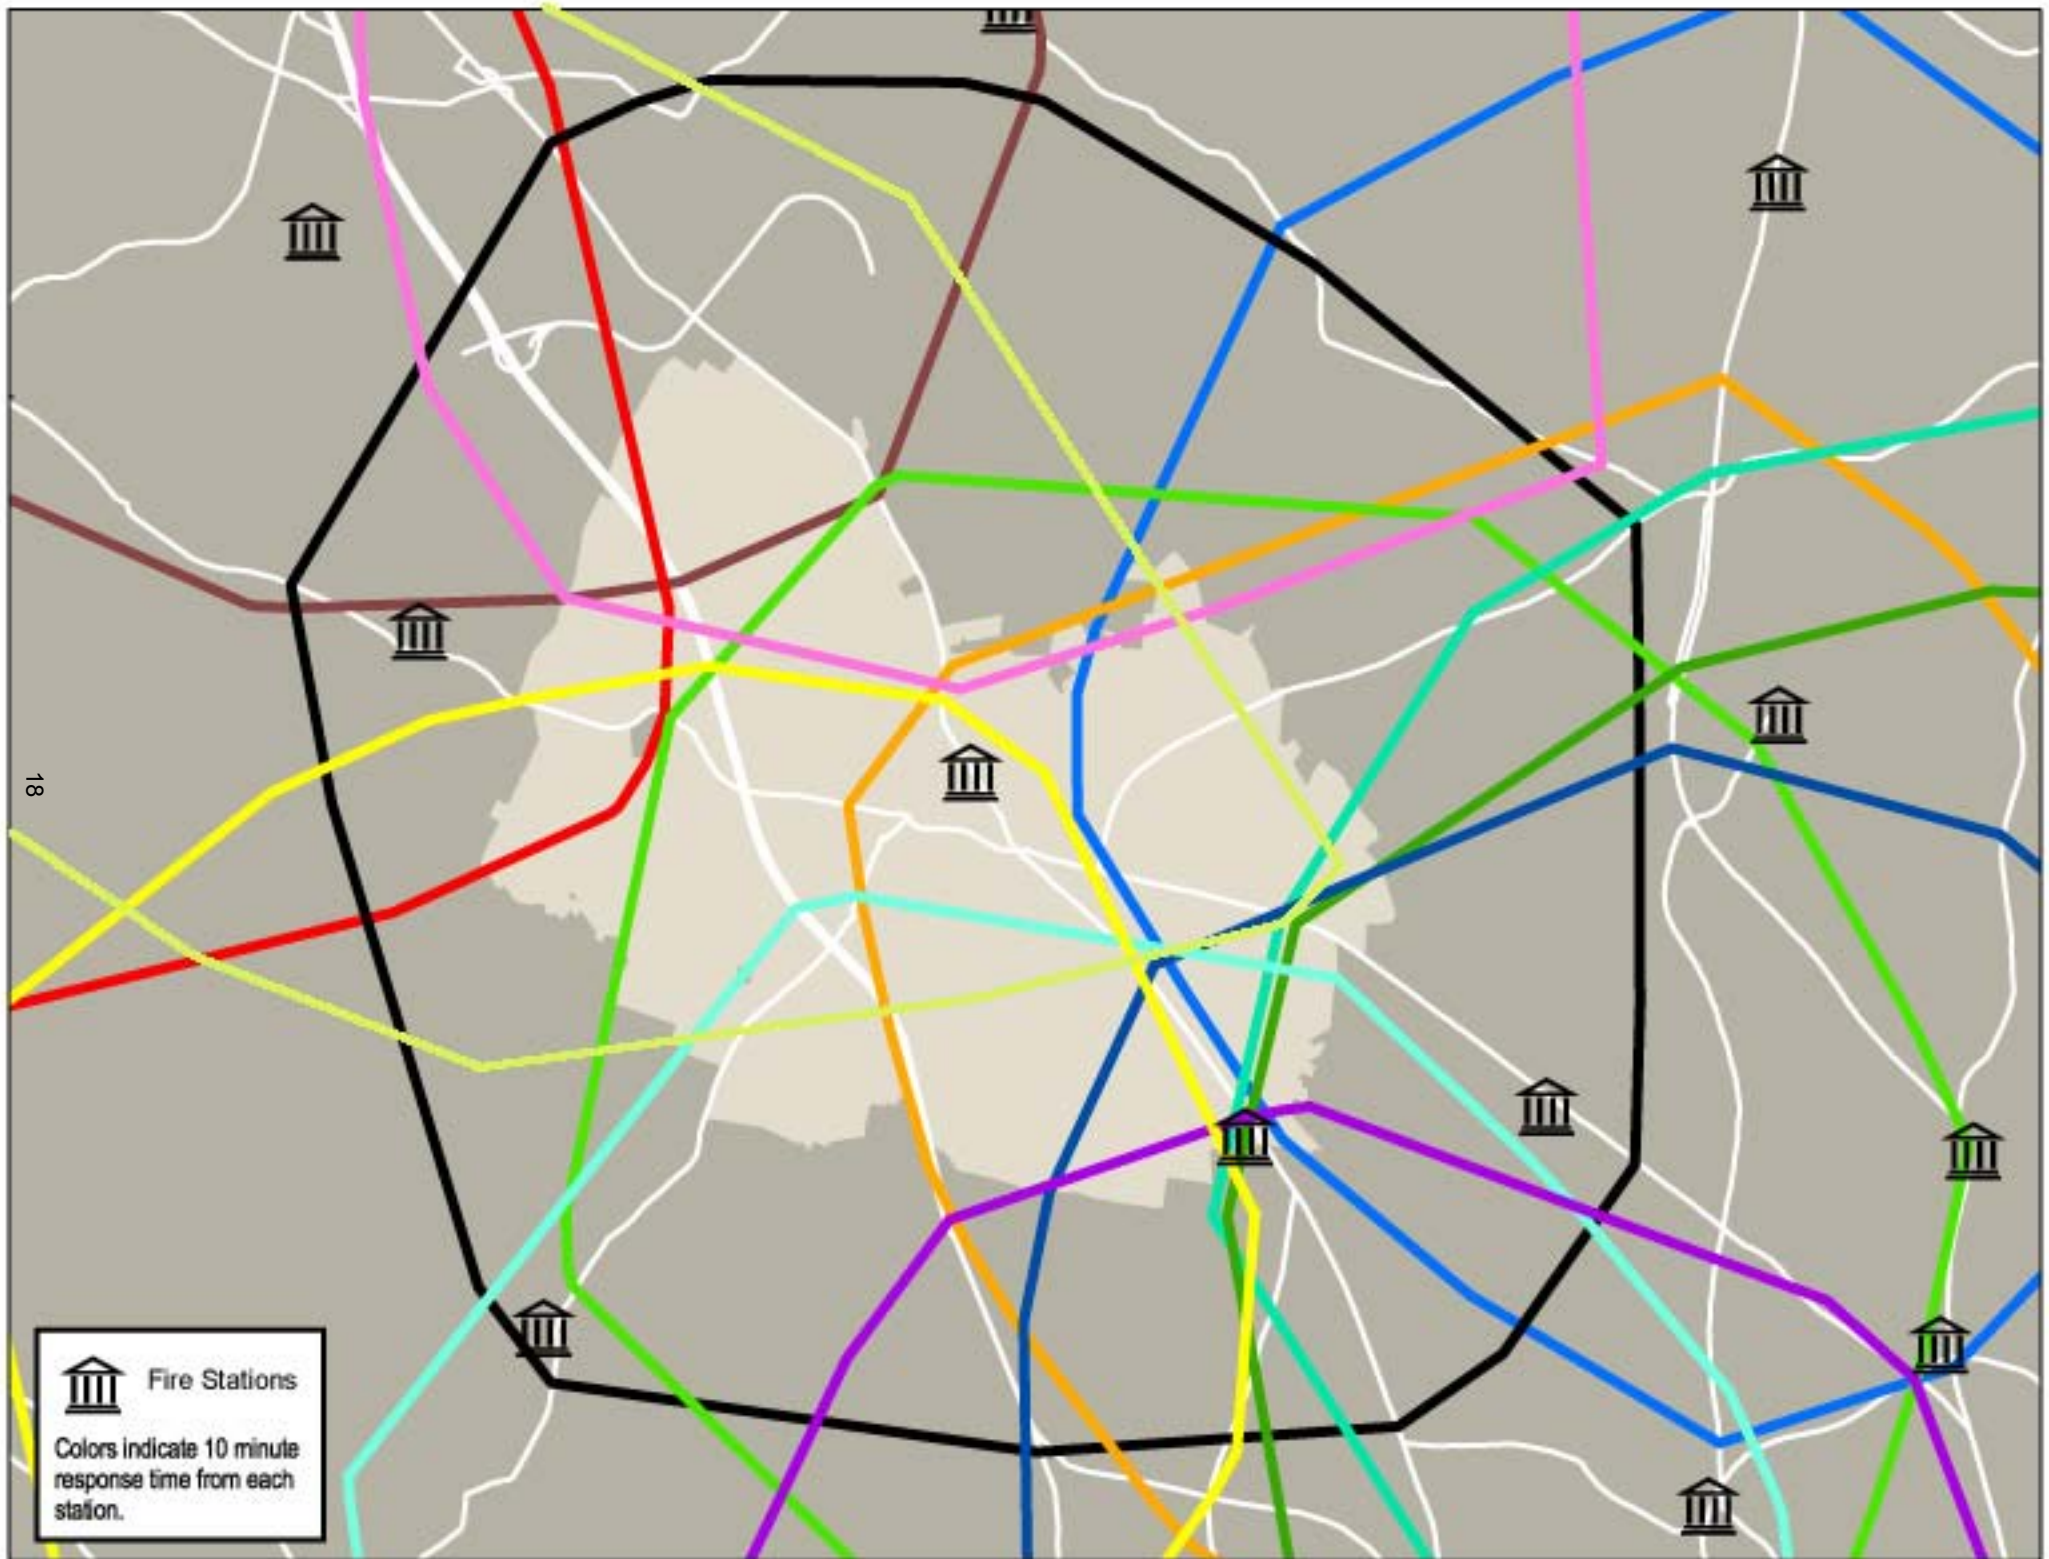 18
Fire Stations
Colors indicate 10 minute
response time from each
station.